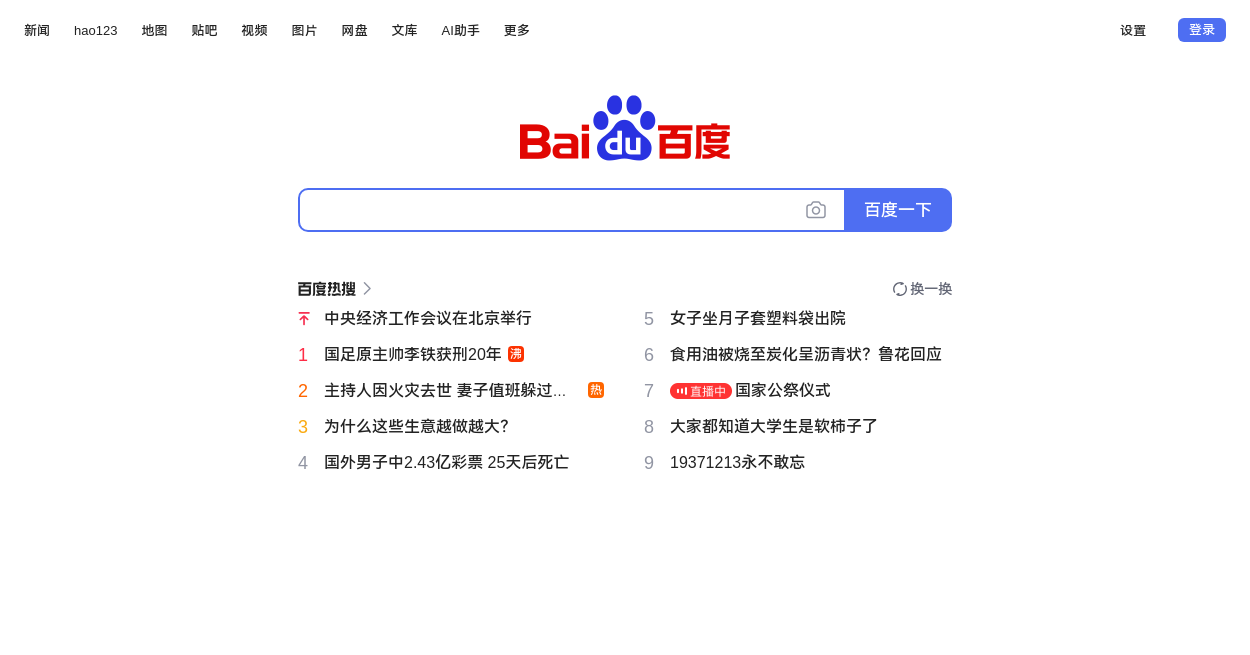 新闻 hao123 地图 贴吧 视频 图片 网盘 文库 AI助手 更多 设置 登录
Bai du 百度
百度一下
百度热搜 换一换
中央经济工作会议在北京举行
1 国足原主帅李铁获刑20年 沸
2 主持人因火灾去世 妻子值班躲过... 热
3 为什么这些生意越做越大?
4 国外男子中2.43亿彩票 25天后死亡
5 女子坐月子套塑料袋出院
6 食用油被烧至炭化呈沥青状？鲁花回应
7 直播中 国家公祭仪式
8 大家都知道大学生是软柿子了
9 19371213永不敢忘